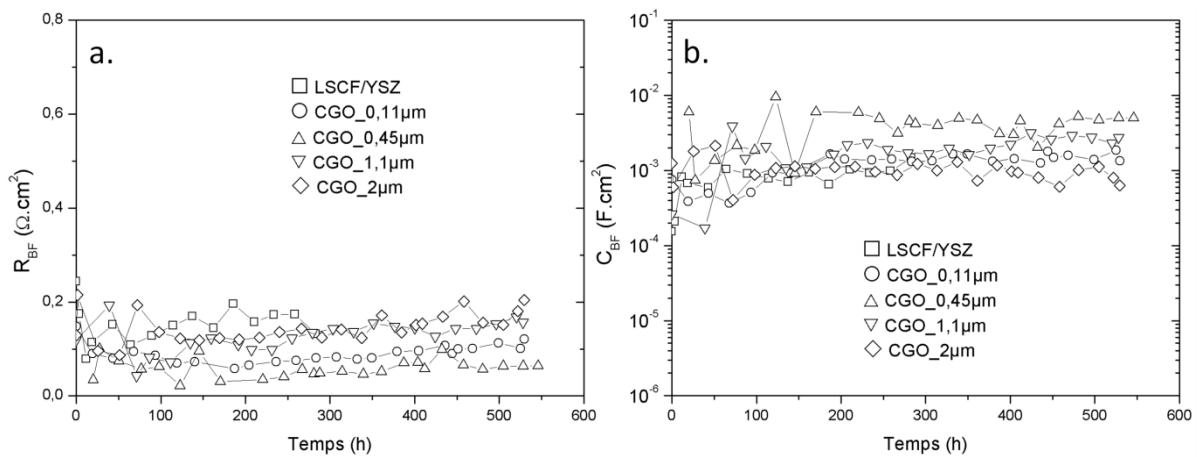 a.
0,8
0,6
0,4
0,2
0,0
R_BF (Ω.cm²)
LSCF/YSZ
CGO_0,11µm
CGO_0,45µm
CGO_1,1µm
CGO_2µm
0 100 200 300 400 500 600
Temps (h)
b.
10⁻¹
10⁻²
10⁻³
10⁻⁴
10⁻⁵
10⁻⁶
C_BF (F.cm²)
LSCF/YSZ
CGO_0,11µm
CGO_0,45µm
CGO_1,1µm
CGO_2µm
0 100 200 300 400 500 600
Temps (h)